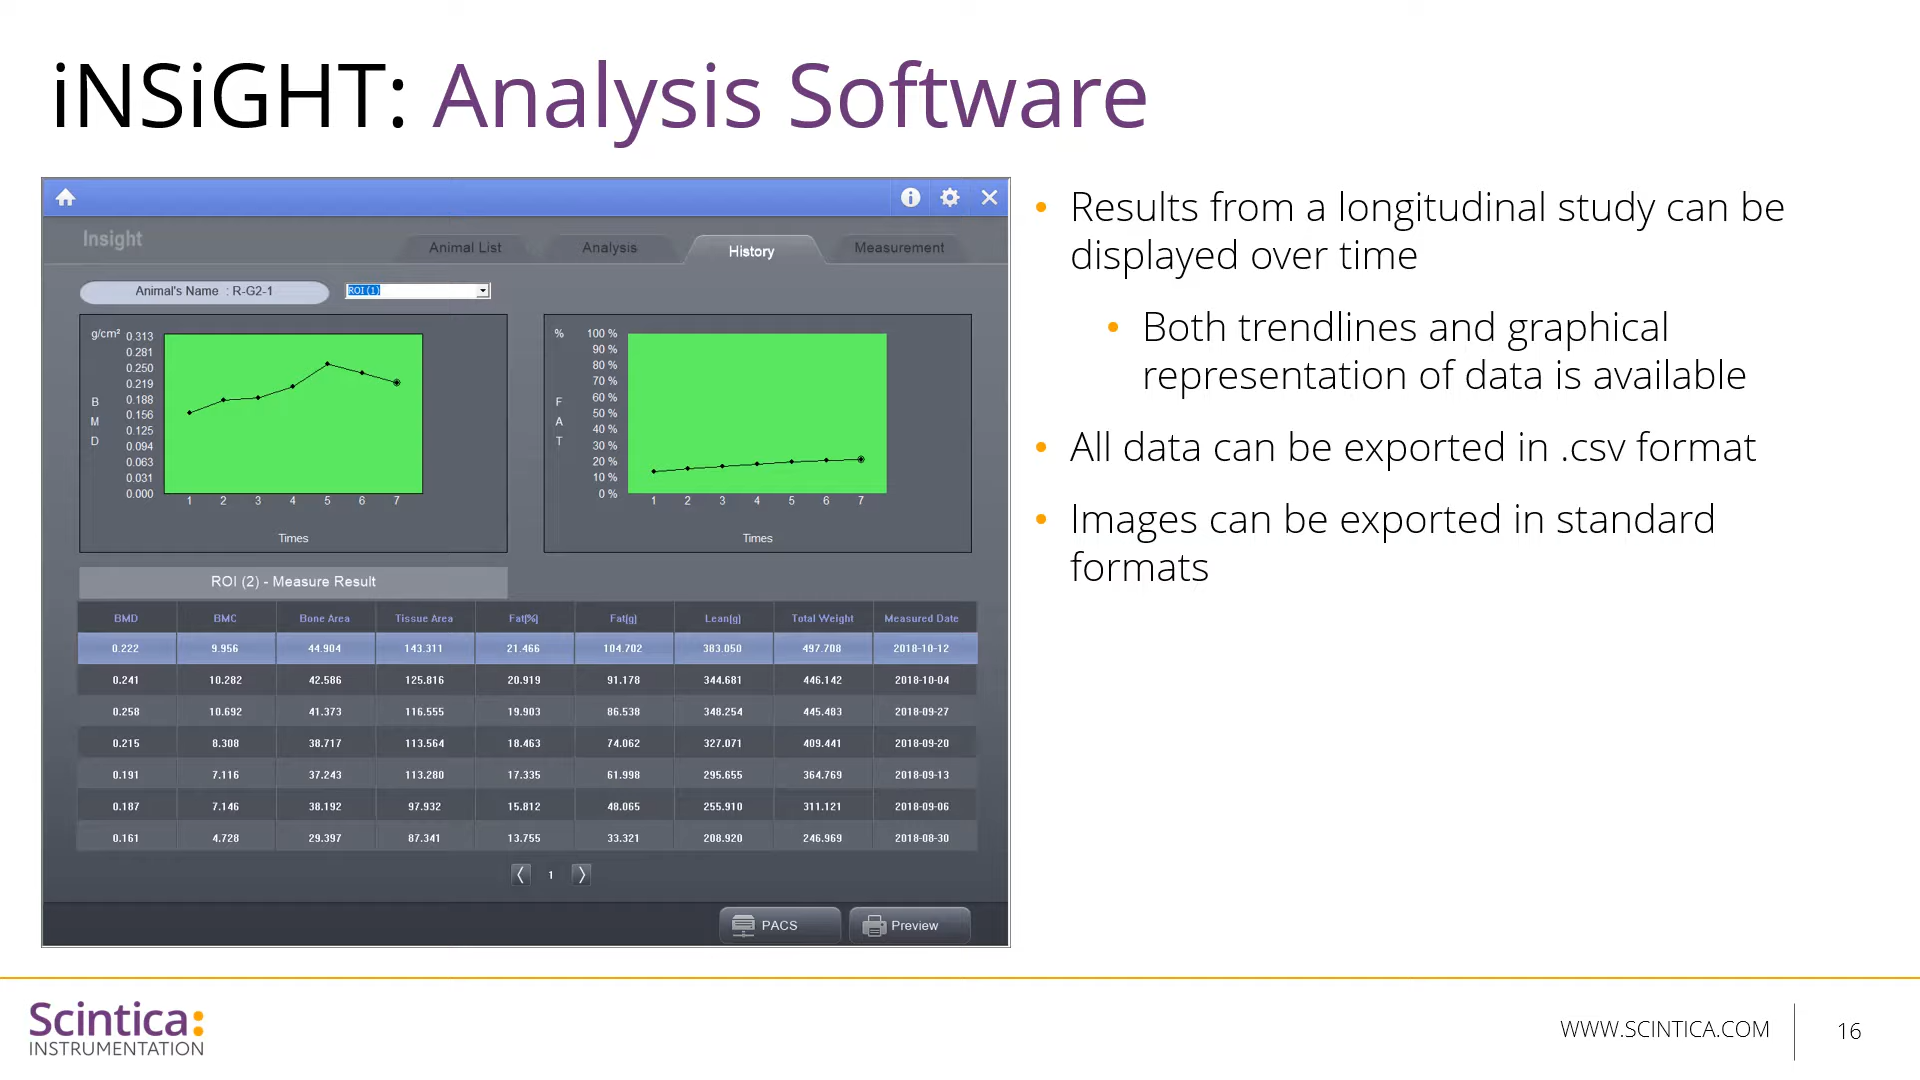 iNSiGHT: Analysis Software
Insight
Animal List
Analysis
History
Measurement
Animal's Name : R-G2-1
ROI(1)
g/cm²
0.313
0.281
0.250
0.219
0.188
0.156
0.125
0.094
0.063
0.031
0.000
B
M
D
1 2 3 4 5 6 7
Times
%
100 %
90 %
80 %
70 %
60 %
50 %
40 %
30 %
20 %
10 %
0 %
F
A
T
1 2 3 4 5 6 7
Times
ROI (2) - Measure Result
BMD BMC Bone Area Tissue Area Fat(%) Fat(g) Lean(g) Total Weight Measured Date
0.222 9.956 44.904 143.311 21.466 104.702 383.050 497.708 2018-10-12
0.241 10.282 42.586 125.816 20.919 91.178 344.681 446.142 2018-10-04
0.258 10.692 41.373 116.555 19.903 86.538 348.254 445.483 2018-09-27
0.215 8.308 38.717 113.564 18.463 74.062 327.071 409.441 2018-09-20
0.191 7.116 37.243 113.280 17.335 61.998 295.655 364.769 2018-09-13
0.187 7.146 38.192 97.932 15.812 48.065 255.910 311.121 2018-09-06
0.161 4.728 29.397 87.341 13.755 33.321 208.920 246.969 2018-08-30
1
PACS
Preview
• Results from a longitudinal study can be
displayed over time
• Both trendlines and graphical
representation of data is available
• All data can be exported in .csv format
• Images can be exported in standard
formats
Scintica:
INSTRUMENTATION
WWW.SCINTICA.COM
16